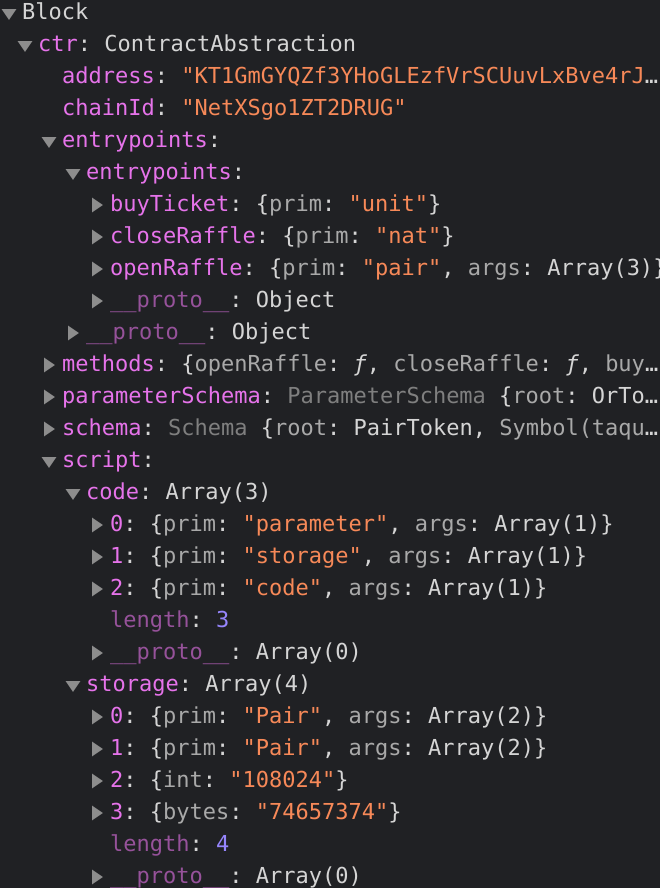 Block
ctr: ContractAbstraction
address: "KT1GmGYQZf3YHoGLEzfVrSCUuvLxBve4rJ…
chainId: "NetXSgo1ZT2DRUG"
entrypoints:
entrypoints:
buyTicket: {prim: "unit"}
closeRaffle: {prim: "nat"}
openRaffle: {prim: "pair", args: Array(3)}
__proto__: Object
__proto__: Object
methods: {openRaffle: ƒ, closeRaffle: ƒ, buy…
parameterSchema: ParameterSchema {root: OrTo…
schema: Schema {root: PairToken, Symbol(taqu…
script:
code: Array(3)
0: {prim: "parameter", args: Array(1)}
1: {prim: "storage", args: Array(1)}
2: {prim: "code", args: Array(1)}
length: 3
__proto__: Array(0)
storage: Array(4)
0: {prim: "Pair", args: Array(2)}
1: {prim: "Pair", args: Array(2)}
2: {int: "108024"}
3: {bytes: "74657374"}
length: 4
__proto__: Array(0)